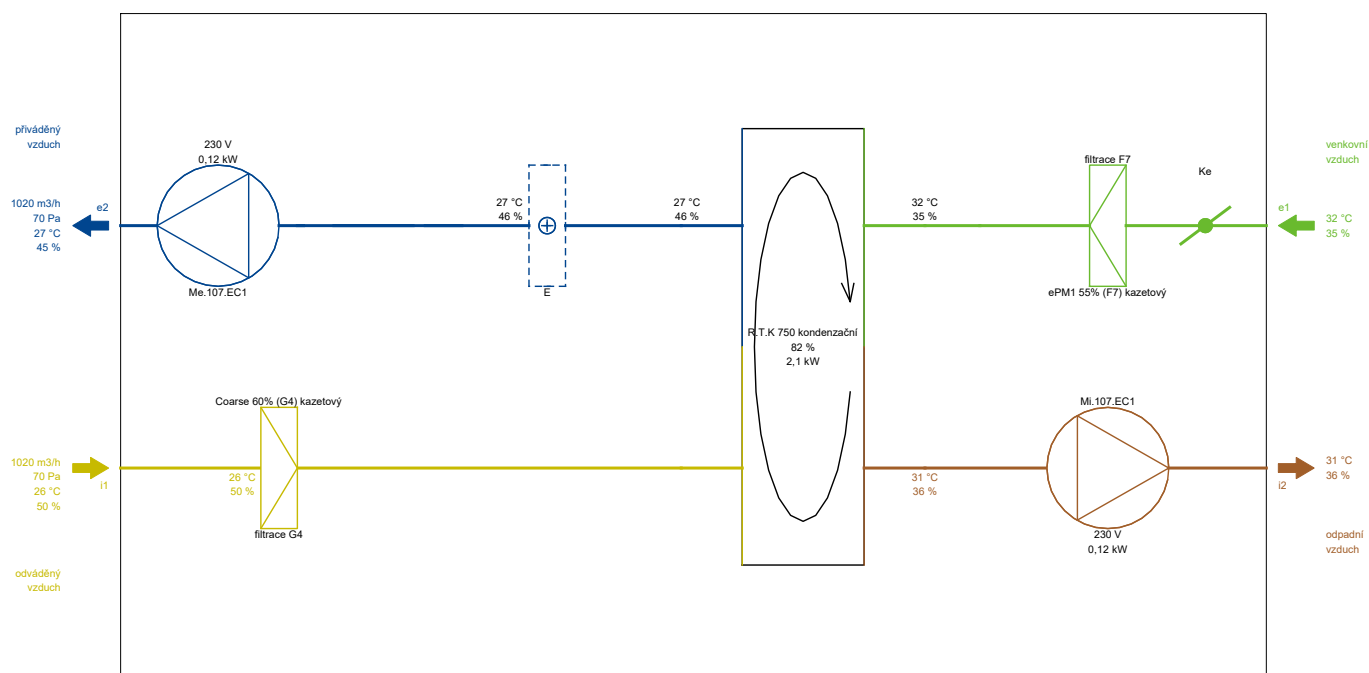 přiváděný
vzduch
1020 m3/h
70 Pa
27 °C
45 %
e2
230 V
0,12 kW
Me.107.EC1
27 °C
46 %
E
27 °C
46 %
R.T.K 750 kondenzační
82 %
2,1 kW
32 °C
35 %
filtrace F7
ePM1 55% (F7) kazetový
Ke
e1
venkovní
vzduch
32 °C
35 %
1020 m3/h
70 Pa
26 °C
50 %
i1
odváděný
vzduch
Coarse 60% (G4) kazetový
26 °C
50 %
filtrace G4
31 °C
36 %
Mi.107.EC1
230 V
0,12 kW
i2
31 °C
36 %
odpadní
vzduch